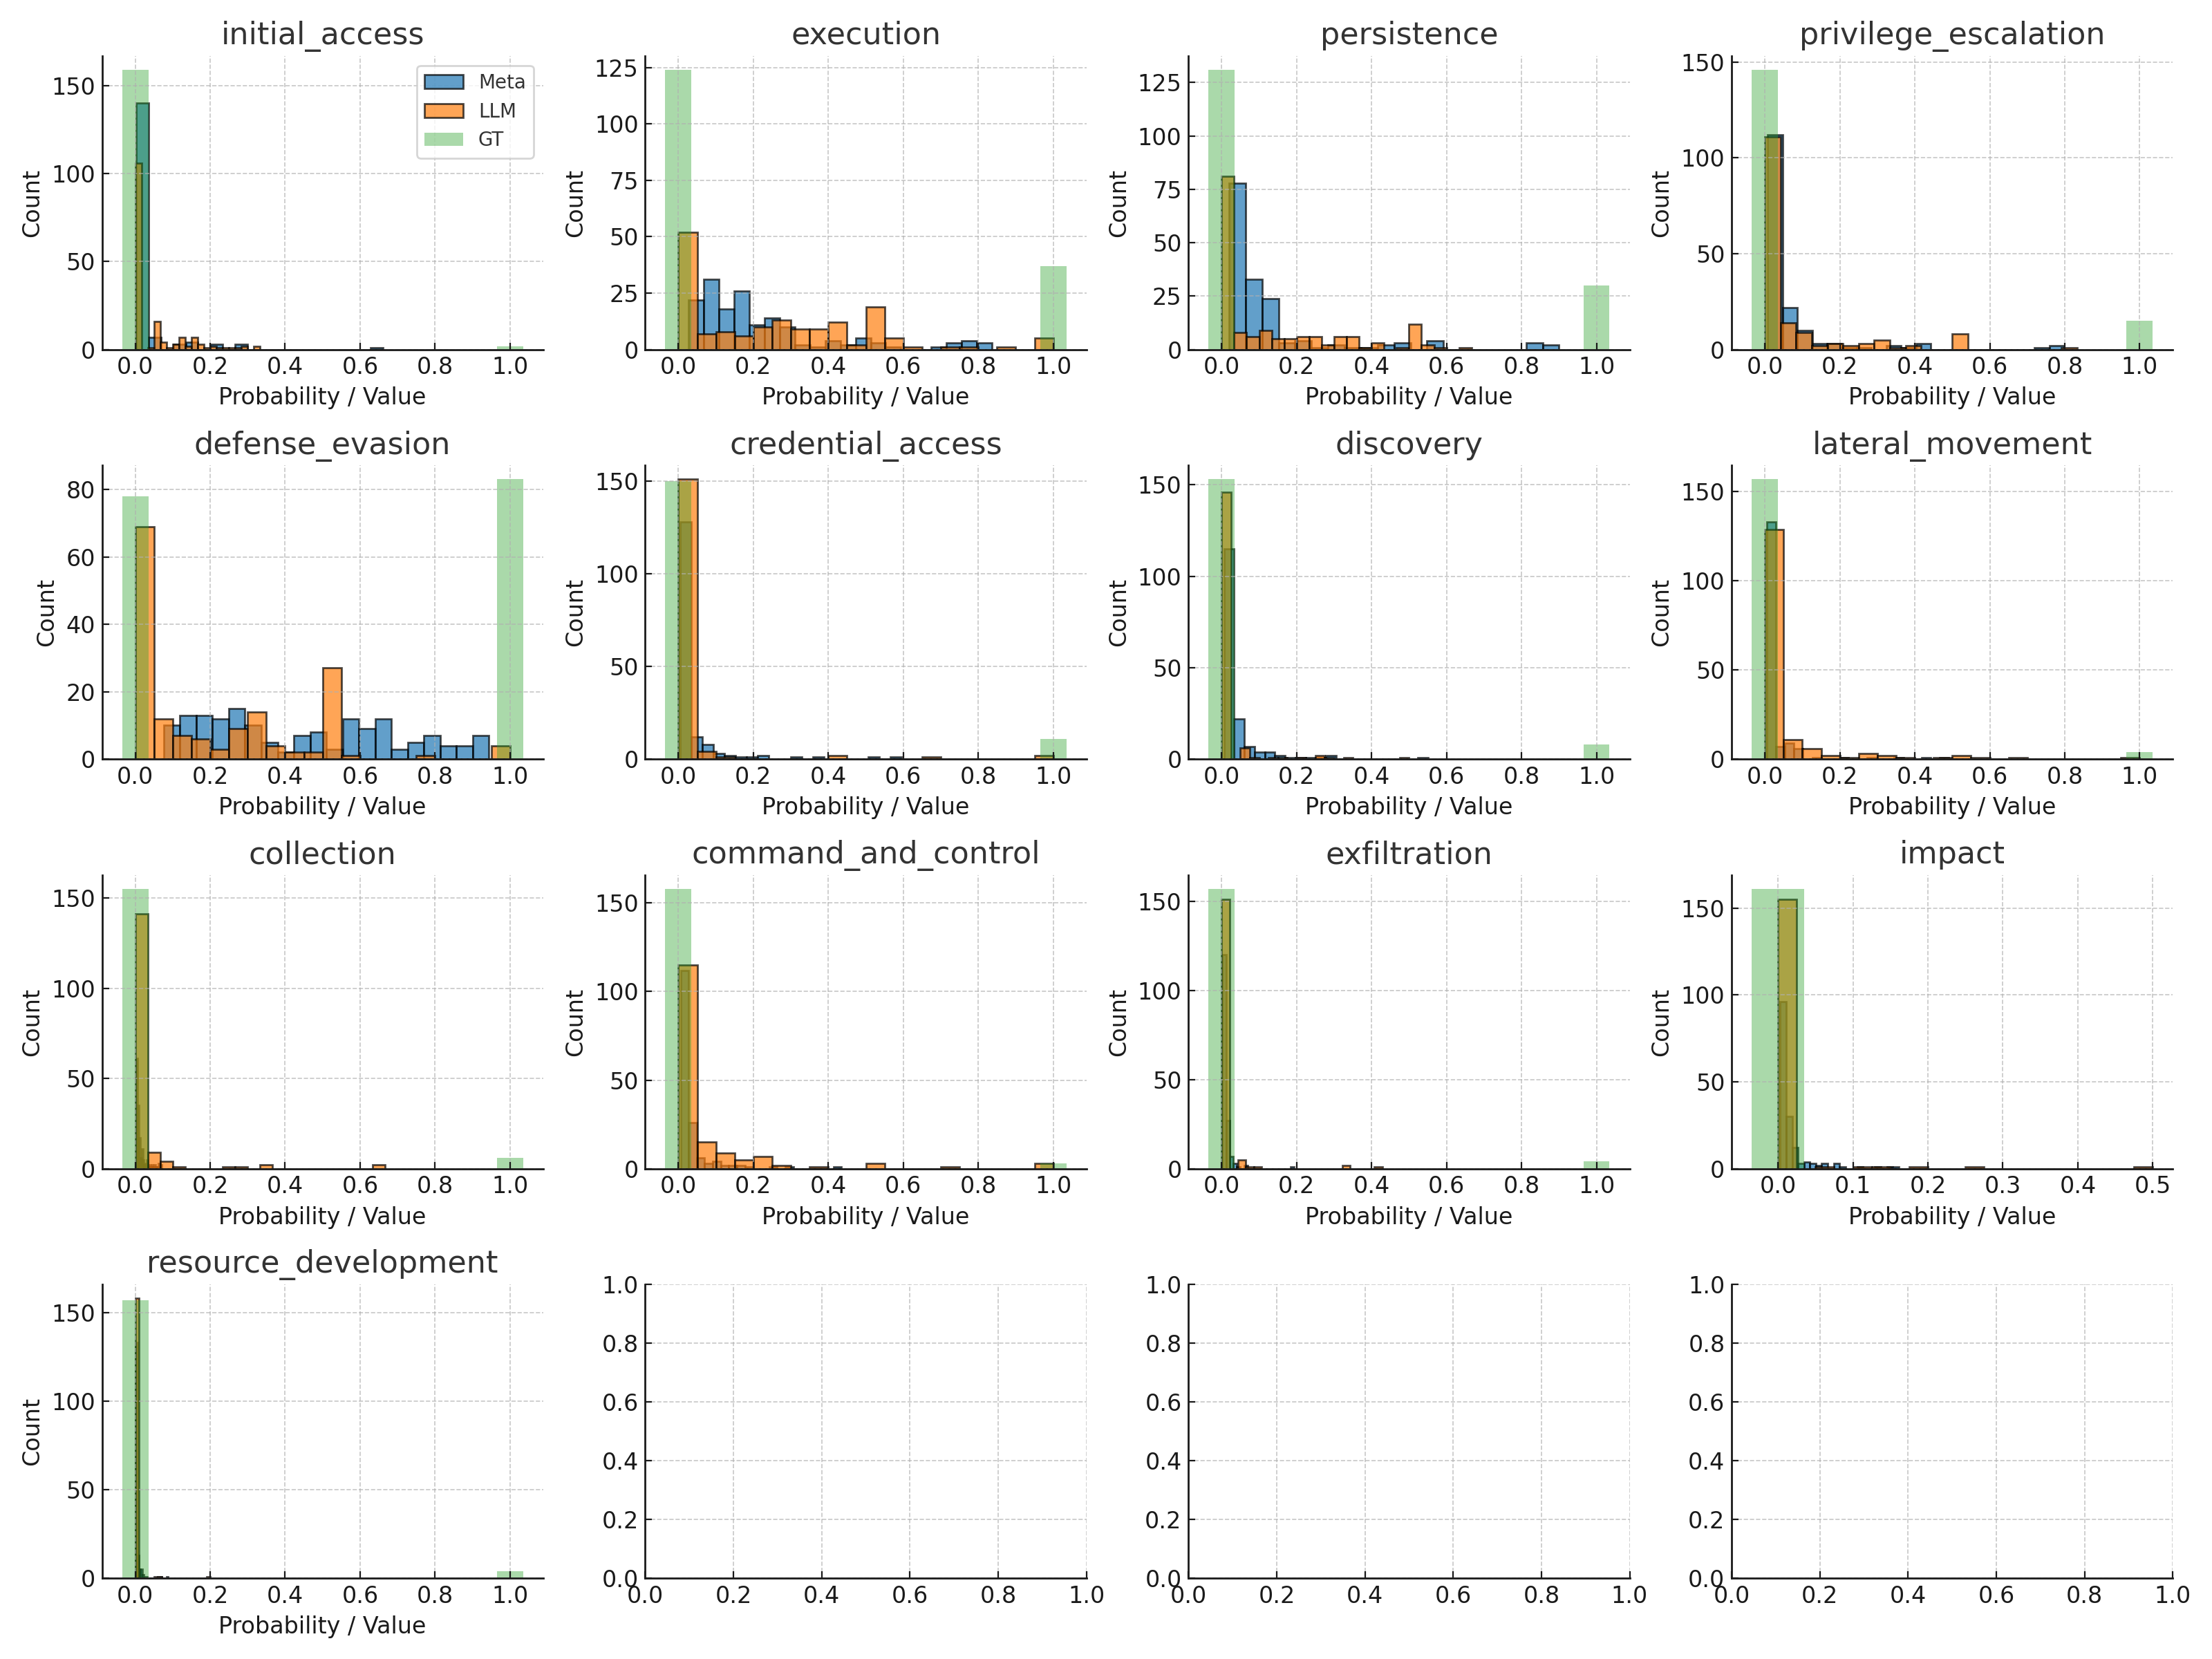 initial_access
execution
persistence
privilege_escalation
150
100
50
0
Count
0.0 0.2 0.4 0.6 0.8 1.0
Probability / Value
Meta
LLM
GT
125
100
75
50
25
0
Count
0.0 0.2 0.4 0.6 0.8 1.0
Probability / Value
125
100
75
50
25
0
Count
0.0 0.2 0.4 0.6 0.8 1.0
Probability / Value
150
100
50
0
Count
0.0 0.2 0.4 0.6 0.8 1.0
Probability / Value
defense_evasion
credential_access
discovery
lateral_movement
80
60
40
20
0
Count
0.0 0.2 0.4 0.6 0.8 1.0
Probability / Value
150
100
50
0
Count
0.0 0.2 0.4 0.6 0.8 1.0
Probability / Value
150
100
50
0
Count
0.0 0.2 0.4 0.6 0.8 1.0
Probability / Value
150
100
50
0
Count
0.0 0.2 0.4 0.6 0.8 1.0
Probability / Value
collection
command_and_control
exfiltration
impact
150
100
50
0
Count
0.0 0.2 0.4 0.6 0.8 1.0
Probability / Value
150
100
50
0
Count
0.0 0.2 0.4 0.6 0.8 1.0
Probability / Value
150
100
50
0
Count
0.0 0.2 0.4 0.6 0.8 1.0
Probability / Value
150
100
50
0
Count
0.0 0.1 0.2 0.3 0.4 0.5
Probability / Value
resource_development
150
100
50
0
Count
0.0 0.2 0.4 0.6 0.8 1.0
Probability / Value
1.0
0.8
0.6
0.4
0.2
0.0
0.0 0.2 0.4 0.6 0.8 1.0
1.0
0.8
0.6
0.4
0.2
0.0
0.0 0.2 0.4 0.6 0.8 1.0
1.0
0.8
0.6
0.4
0.2
0.0
0.0 0.2 0.4 0.6 0.8 1.0